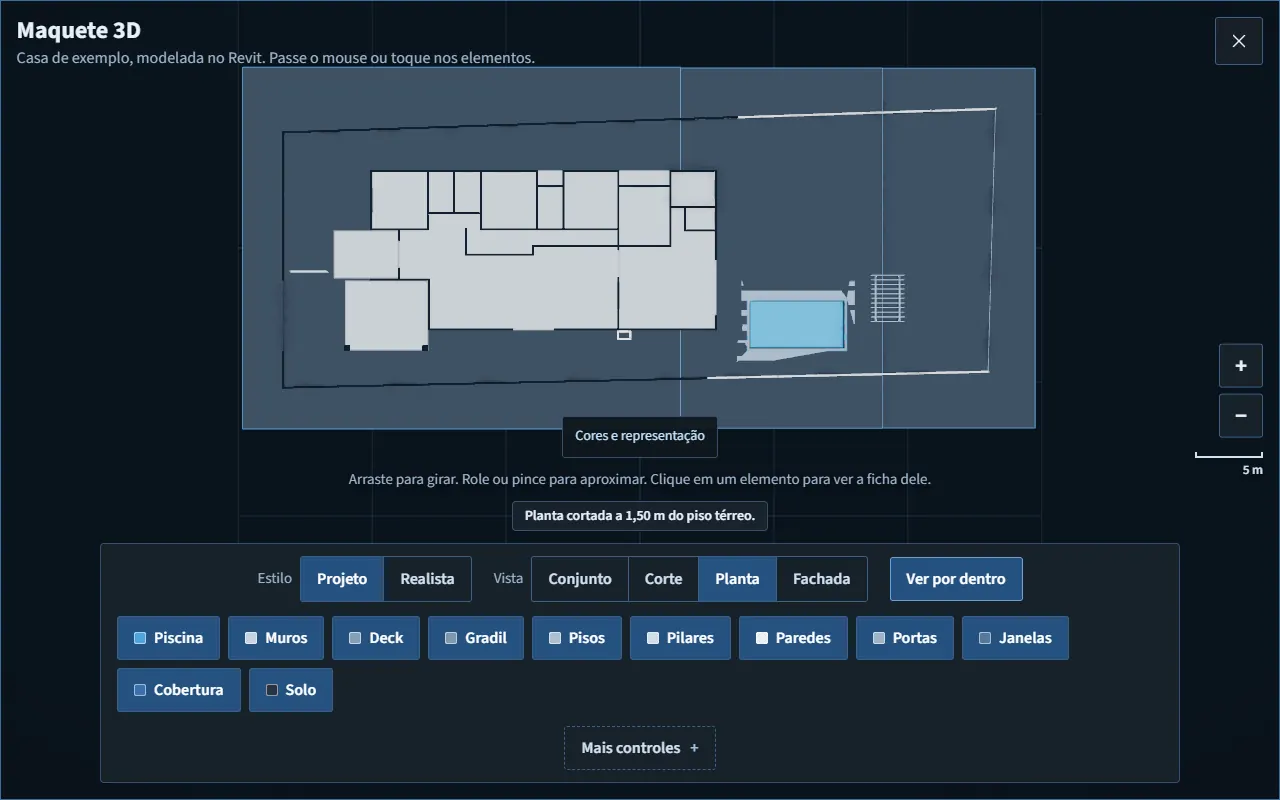 Maquete 3D
Casa de exemplo, modelada no Revit. Passe o mouse ou toque nos elementos.
Cores e representação
+
−
5 m
Arraste para girar. Role ou pince para aproximar. Clique em um elemento para ver a ficha dele.
Planta cortada a 1,50 m do piso térreo.
Estilo Projeto Realista Vista Conjunto Corte Planta Fachada Ver por dentro
Piscina Muros Deck Gradil Pisos Pilares Paredes Portas Janelas
Cobertura Solo
Mais controles +